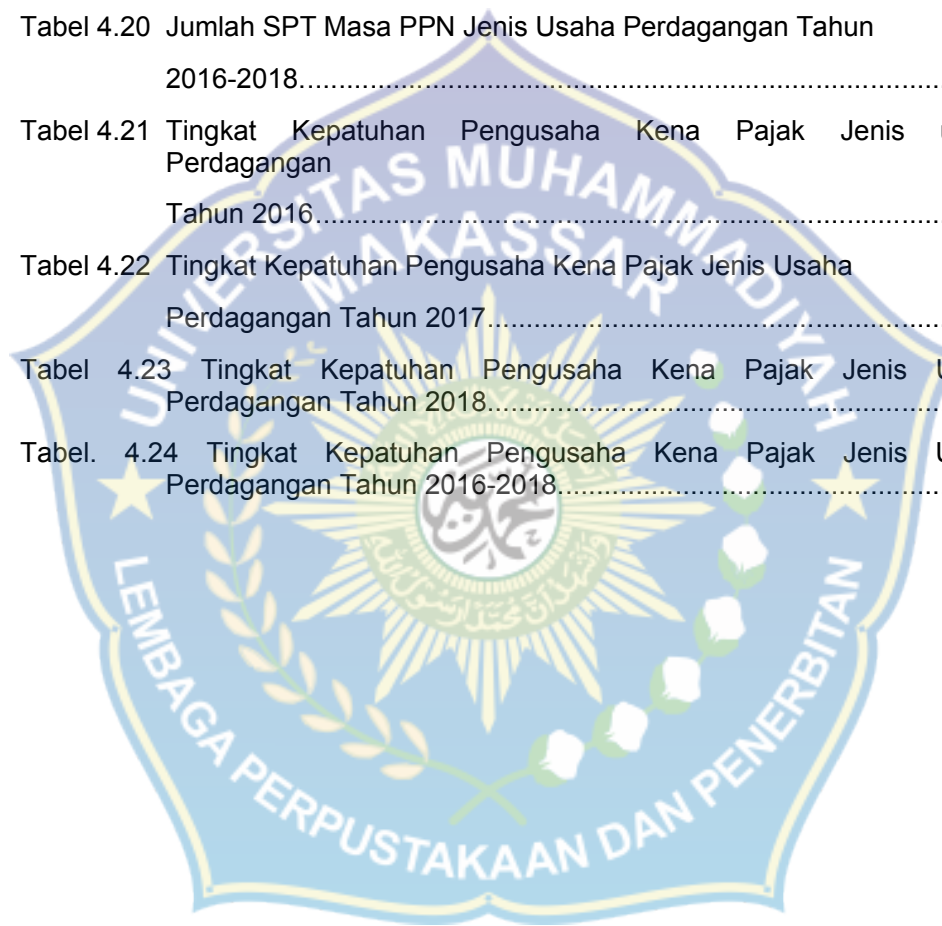 Tabel 4.20 Jumlah SPT Masa PPN Jenis Usaha Perdagangan Tahun
2016-2018.......................................................................
Tabel 4.21 Tingkat Kepatuhan Pengusaha Kena Pajak Jenis
Perdagangan
Tahun 2016.....................................................................
Tabel 4.22 Tingkat Kepatuhan Pengusaha Kena Pajak Jenis Usaha
Perdagangan Tahun 2017.................................................
Tabel 4.23 Tingkat Kepatuhan Pengusaha Kena Pajak Jenis
Perdagangan Tahun 2018.................................................
Tabel. 4.24 Tingkat Kepatuhan Pengusaha Kena Pajak Jenis
Perdagangan Tahun 2016-2018.........................................
UNIVERSITAS MUHAMMADIYAH
MAKASSAR
LEMBAGA PERPUSTAKAAN DAN PENERBITAN